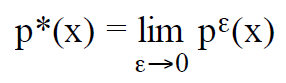 p*(x) = lim pᵋ(x)
ε→0